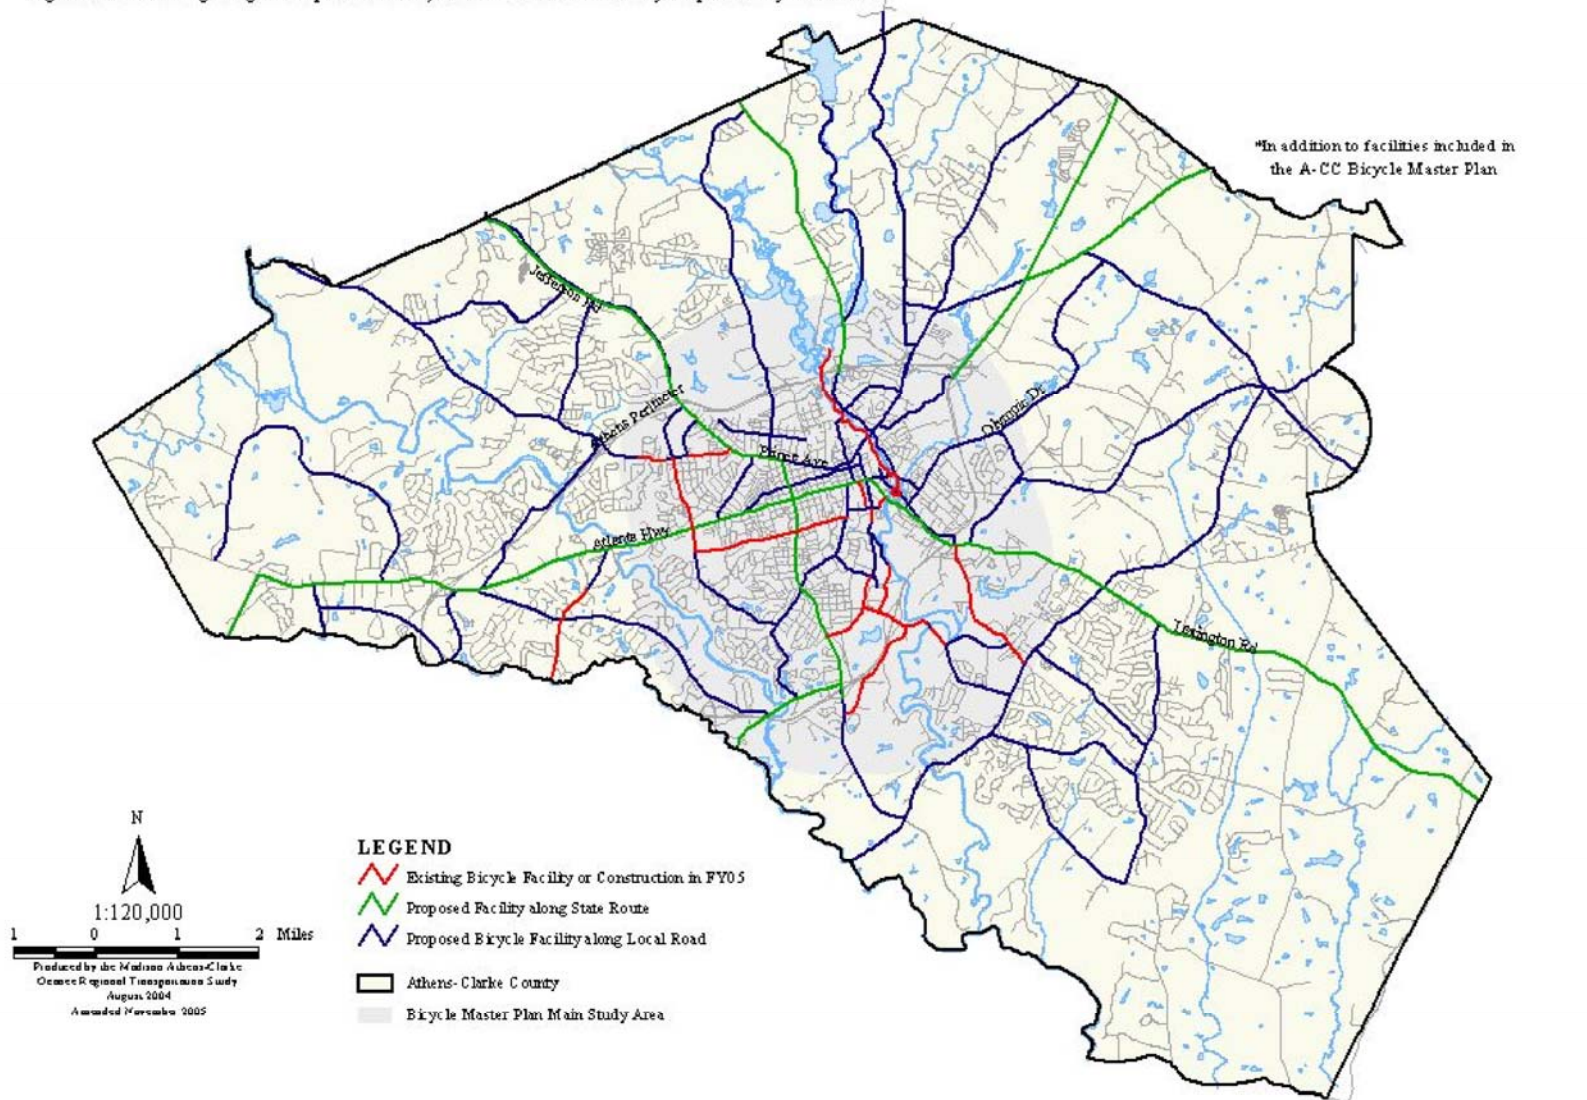 *In addition to facilities included in
the A-CC Bicycle Master Plan
Jefferson Rd
Athens Perimeter
Olympic Dr
Prince Ave
Atlanta Hwy
Lexington Rd
N
1:120,000
1 0 1 2 Miles
Produced by the Madison Athens-Clarke
Oconee Regional Transportation Study
August 2004
Amended November 2005
LEGEND
Existing Bicycle Facility or Construction in FY05
Proposed Facility along State Route
Proposed Bicycle Facility along Local Road
Athens-Clarke County
Bicycle Master Plan Main Study Area